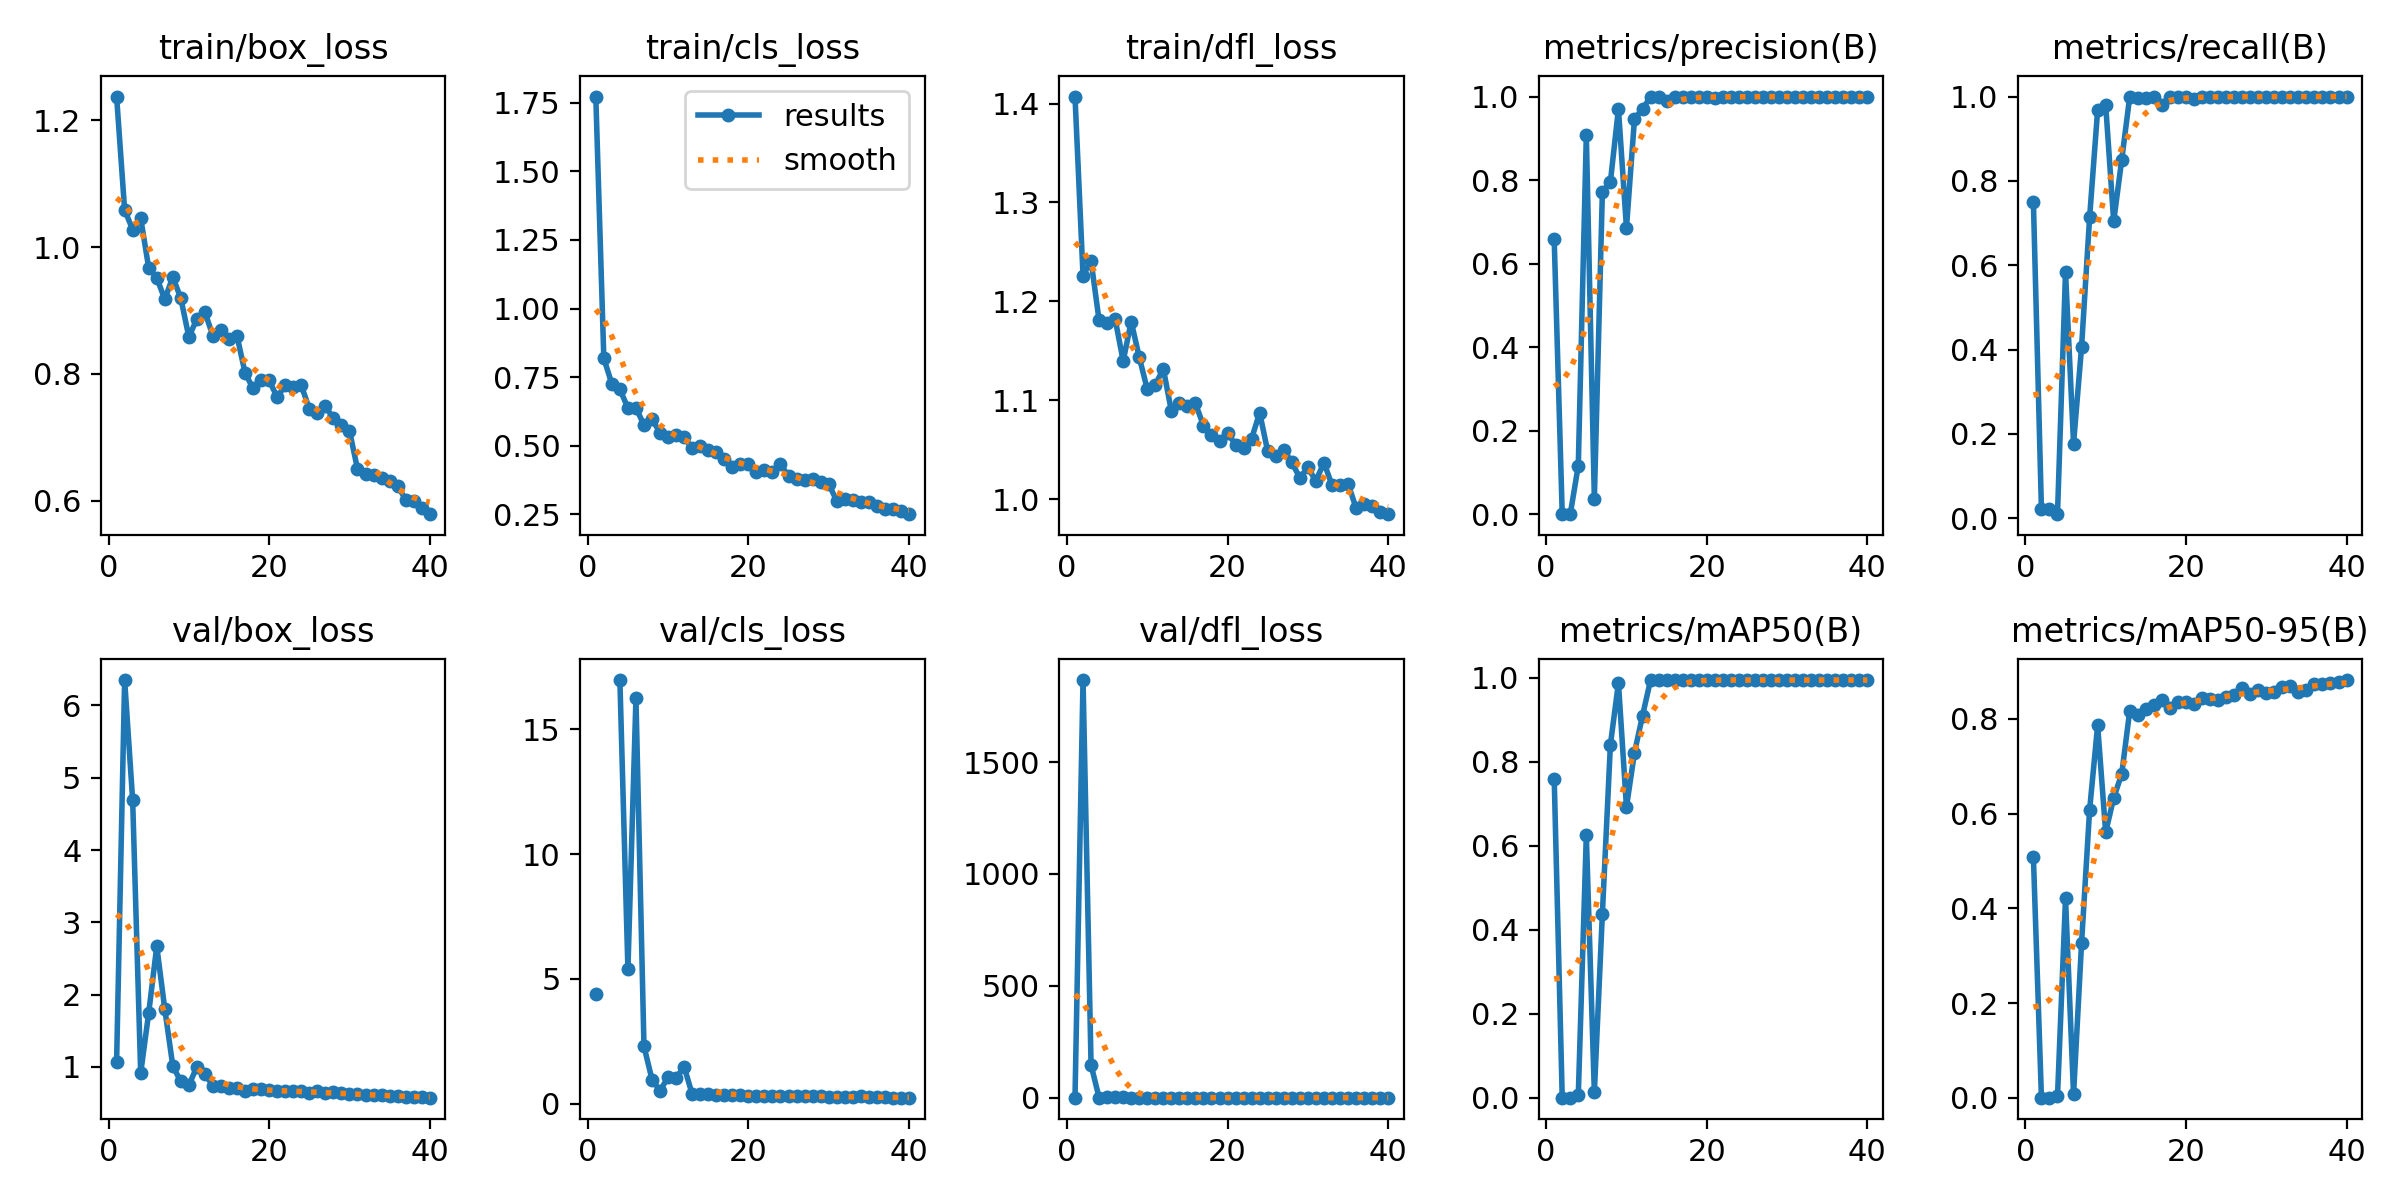 train/box_loss
1.2
1.0
0.8
0.6
0 20 40
train/cls_loss
results
smooth
1.75
1.50
1.25
1.00
0.75
0.50
0.25
0 20 40
train/dfl_loss
1.4
1.3
1.2
1.1
1.0
0 20 40
metrics/precision(B)
1.0
0.8
0.6
0.4
0.2
0.0
0 20 40
metrics/recall(B)
1.0
0.8
0.6
0.4
0.2
0.0
0 20 40
val/box_loss
6
5
4
3
2
1
0 20 40
val/cls_loss
15
10
5
0
0 20 40
val/dfl_loss
1500
1000
500
0
0 20 40
metrics/mAP50(B)
1.0
0.8
0.6
0.4
0.2
0.0
0 20 40
metrics/mAP50-95(B)
0.8
0.6
0.4
0.2
0.0
0 20 40